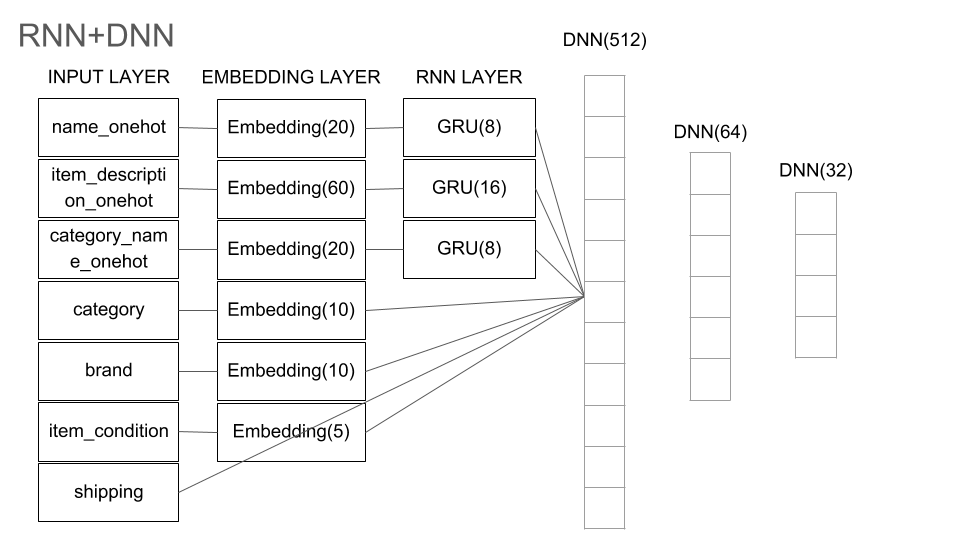 RNN+DNN
DNN(512)
INPUT LAYER
EMBEDDING LAYER
RNN LAYER
name_onehot
Embedding(20)
GRU(8)
DNN(64)
item_descripti
on_onehot
Embedding(60)
GRU(16)
DNN(32)
category_nam
e_onehot
Embedding(20)
GRU(8)
category
Embedding(10)
brand
Embedding(10)
item_condition
Embedding(5)
shipping